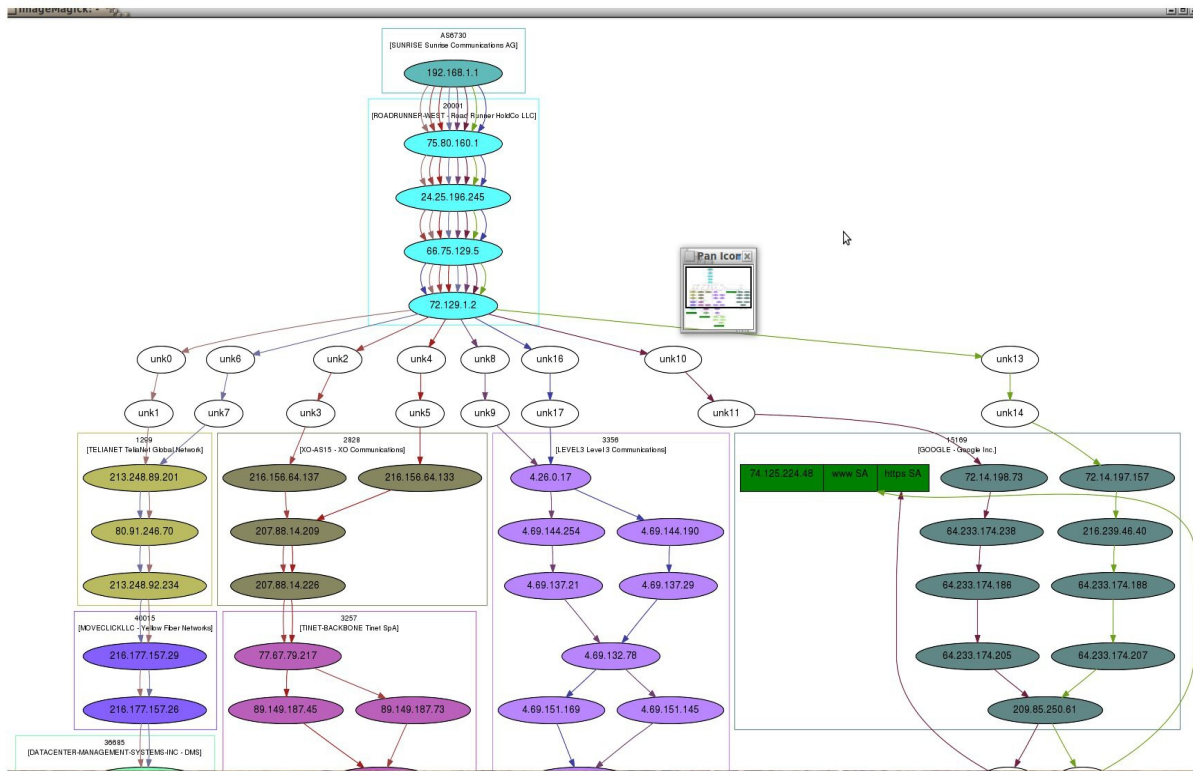 ImageMagick: -
AS6730
[SUNRISE Sunrise Communications AG]
192.168.1.1
20001
[ROADRUNNER-WEST - Road Runner HoldCo LLC]
75.80.160.1
24.25.196.245
66.75.129.5
Pan Icon
72.129.1.2
unk0
unk6
unk2
unk4
unk8
unk16
unk10
unk13
unk1
unk7
unk3
unk5
unk9
unk17
unk11
unk14
1299
[TELIANET TeliaNet Global Network]
2828
[XO-AS15 - XO Communications]
3356
[LEVEL3 Level 3 Communications]
15169
[GOOGLE - Google Inc.]
213.248.89.201
216.156.64.137
216.156.64.133
4.26.0.17
74.125.224.48
www SA
https SA
72.14.198.73
72.14.197.157
80.91.246.70
207.88.14.209
4.69.144.254
4.69.144.190
64.233.174.238
216.239.46.40
213.248.92.234
207.88.14.226
4.69.137.21
4.69.137.29
64.233.174.186
64.233.174.188
40015
[MOVECLICKLLC - Yellow Fiber Networks]
3257
[TINET-BACKBONE Tinet SpA]
216.177.157.29
77.67.79.217
4.69.132.78
64.233.174.205
64.233.174.207
216.177.157.26
89.149.187.45
89.149.187.73
4.69.151.169
4.69.151.145
209.85.250.61
36685
[DATACENTER-MANAGEMENT-SYSTEMS-INC - DMS]